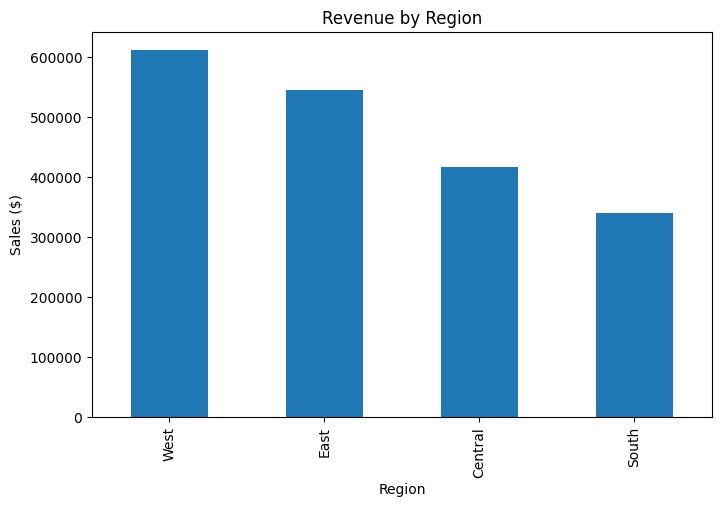 Revenue by Region
Sales ($)
600000
500000
400000
300000
200000
100000
0
West
East
Central
South
Region